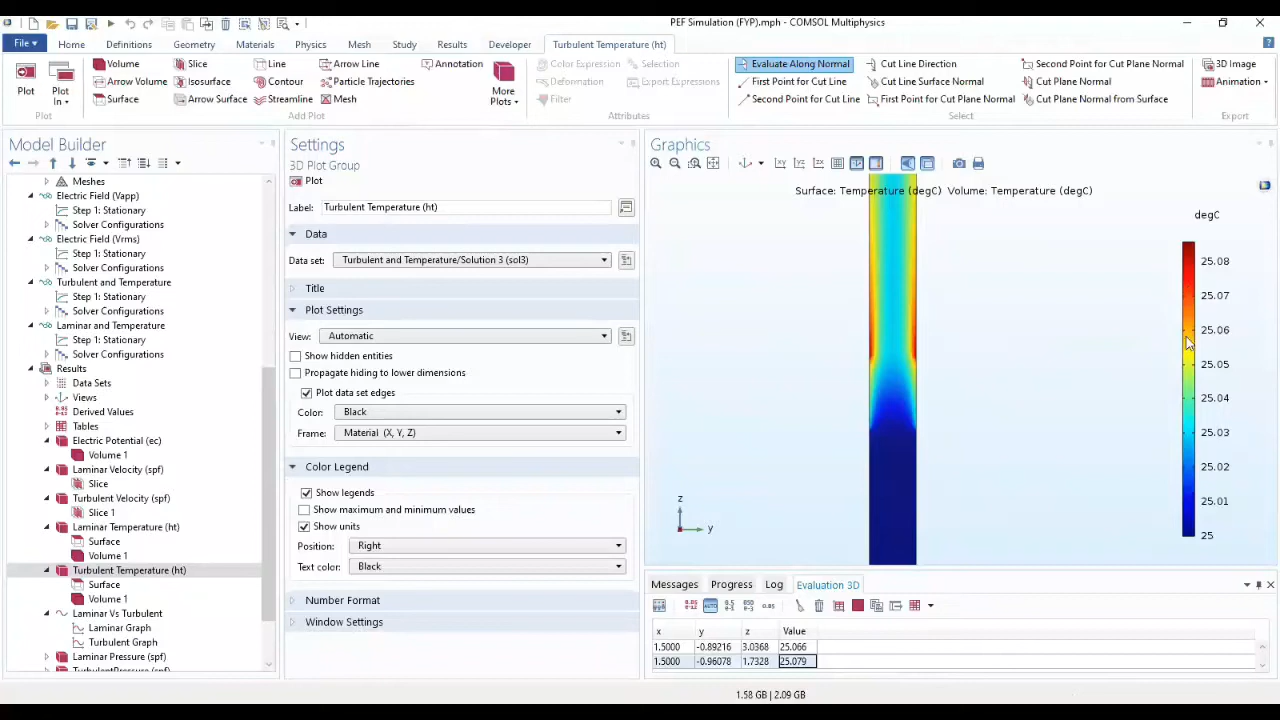 PEF Simulation (FYP).mph - COMSOL Multiphysics
File Home Definitions Geometry Materials Physics Mesh Study Results Developer Turbulent Temperature (ht)
Volume Slice Line Arrow Line Annotation
Arrow Volume Isosurface Contour Particle Trajectories
Surface Arrow Surface Streamline Mesh
Plot
Plot In
More Plots
Color Expression Selection
Deformation Export Expressions
Filter
Evaluate Along Normal Cut Line Direction Second Point for Cut Plane Normal
First Point for Cut Line Cut Line Surface Normal Cut Plane Normal
Second Point for Cut Line First Point for Cut Plane Normal Cut Plane Normal from Surface
3D Image
Animation
Plot Add Plot Attributes Select Export
Model Builder
Meshes
Electric Field (Vapp)
Step 1: Stationary
Solver Configurations
Electric Field (Vrms)
Step 1: Stationary
Solver Configurations
Turbulent and Temperature
Step 1: Stationary
Solver Configurations
Laminar and Temperature
Step 1: Stationary
Solver Configurations
Results
Data Sets
Views
Derived Values
Tables
Electric Potential (ec)
Volume 1
Laminar Velocity (spf)
Slice
Turbulent Velocity (spf)
Slice 1
Laminar Temperature (ht)
Surface
Volume 1
Turbulent Temperature (ht)
Surface
Volume 1
Laminar Vs Turbulent
Laminar Graph
Turbulent Graph
Laminar Pressure (spf)
TurbulentPressure (spf)
Settings
3D Plot Group
Plot
Label: Turbulent Temperature (ht)
Data
Data set: Turbulent and Temperature/Solution 3 (sol3)
Title
Plot Settings
View: Automatic
Show hidden entities
Propagate hiding to lower dimensions
Plot data set edges
Color: Black
Frame: Material (X, Y, Z)
Color Legend
Show legends
Show maximum and minimum values
Show units
Position: Right
Text color: Black
Number Format
Window Settings
Graphics
Surface: Temperature (degC) Volume: Temperature (degC)
degC
25.08
25.07
25.06
25.05
25.04
25.03
25.02
25.01
25
z
y
Messages Progress Log Evaluation 3D
x y z Value
1.5000 -0.89216 3.0368 25.066
1.5000 -0.96078 1.7328 25.079
1.58 GB | 2.09 GB